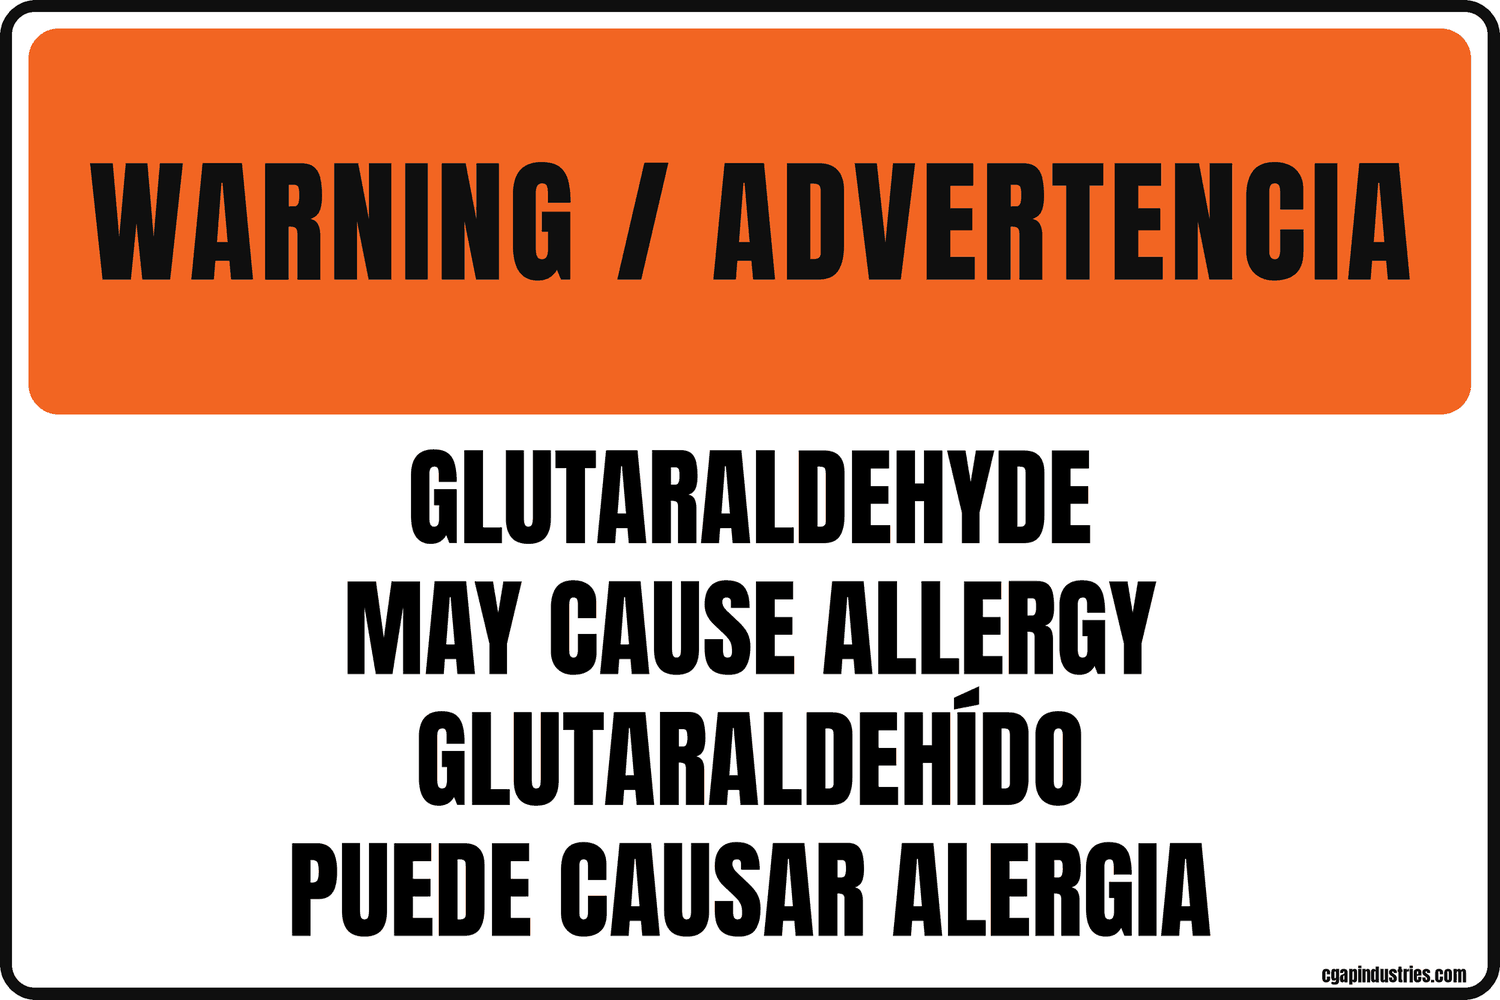 WARNING / ADVERTENCIA
GLUTARALDEHYDE
MAY CAUSE ALLERGY
GLUTARALDEHÍDO
PUEDE CAUSAR ALERGIA
cgapindustries.com